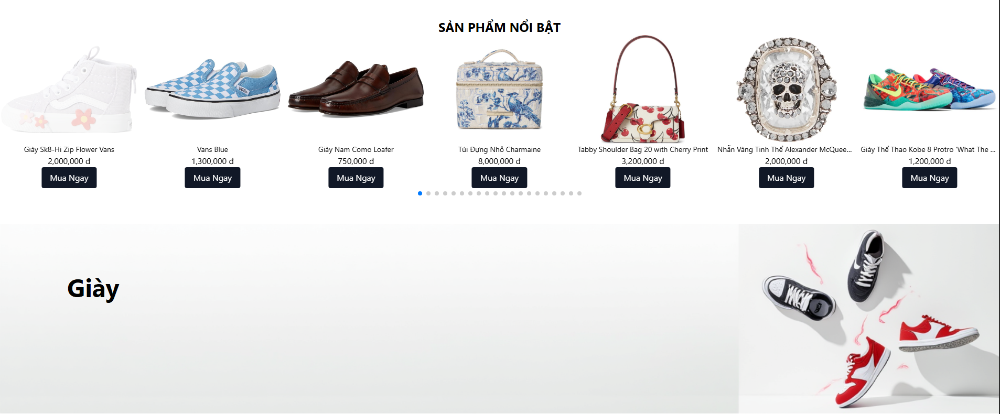 SẢN PHẨM NỔI BẬT
Giày Sk8-Hi Zip Flower Vans
2,000,000 đ
Mua Ngay
Vans Blue
1,300,000 đ
Mua Ngay
Giày Nam Como Loafer
750,000 đ
Mua Ngay
Túi Đựng Nhỏ Charmaine
8,000,000 đ
Mua Ngay
Tabby Shoulder Bag 20 with Cherry Print
3,200,000 đ
Mua Ngay
Nhẫn Vàng Tinh Thể Alexander McQuee...
2,000,000 đ
Mua Ngay
Giày Thể Thao Kobe 8 Protro 'What The ...
1,200,000 đ
Mua Ngay
Giày